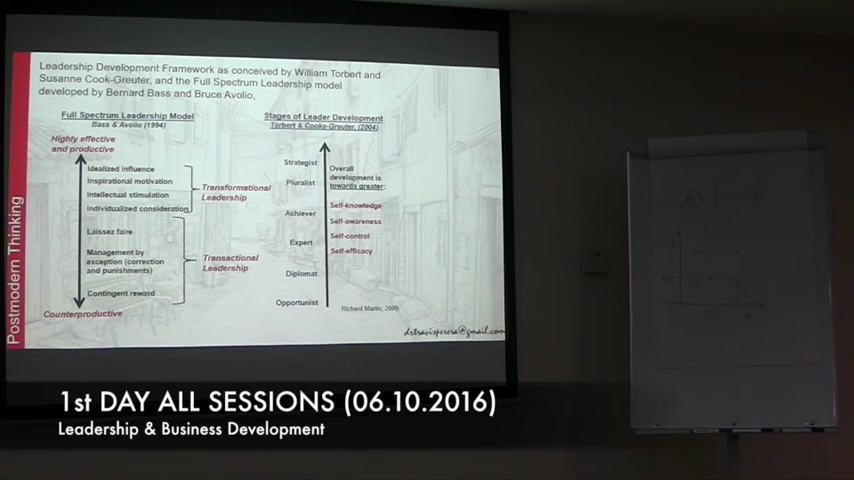 Leadership Development Framework as conceived by William Torbert and
Susanne Cook-Greuter, and the Full Spectrum Leadership model
developed by Bernard Bass and Bruce Avolio,
Full Spectrum Leadership Model
Bass & Avolio (1994)
Highly effective
and productive
Idealized influence
Inspirational motivation
Intellectual stimulation
Individualized consideration
Transformational
Leadership
Laissez faire
Management by
exception (correction
and punishments)
Contingent reward
Transactional
Leadership
Counterproductive
Stages of Leader Development
Torbert & Cooke-Greuter, (2004)
Strategist
Pluralist
Achiever
Expert
Diplomat
Opportunist
Overall
development is
towards greater:
Self-knowledge
Self-awareness
Self-control
Self-efficacy
Richard Martin, 2009
drtravisperera@gmail.com
Postmodern Thinking
1st DAY ALL SESSIONS (06.10.2016)
Leadership & Business Development